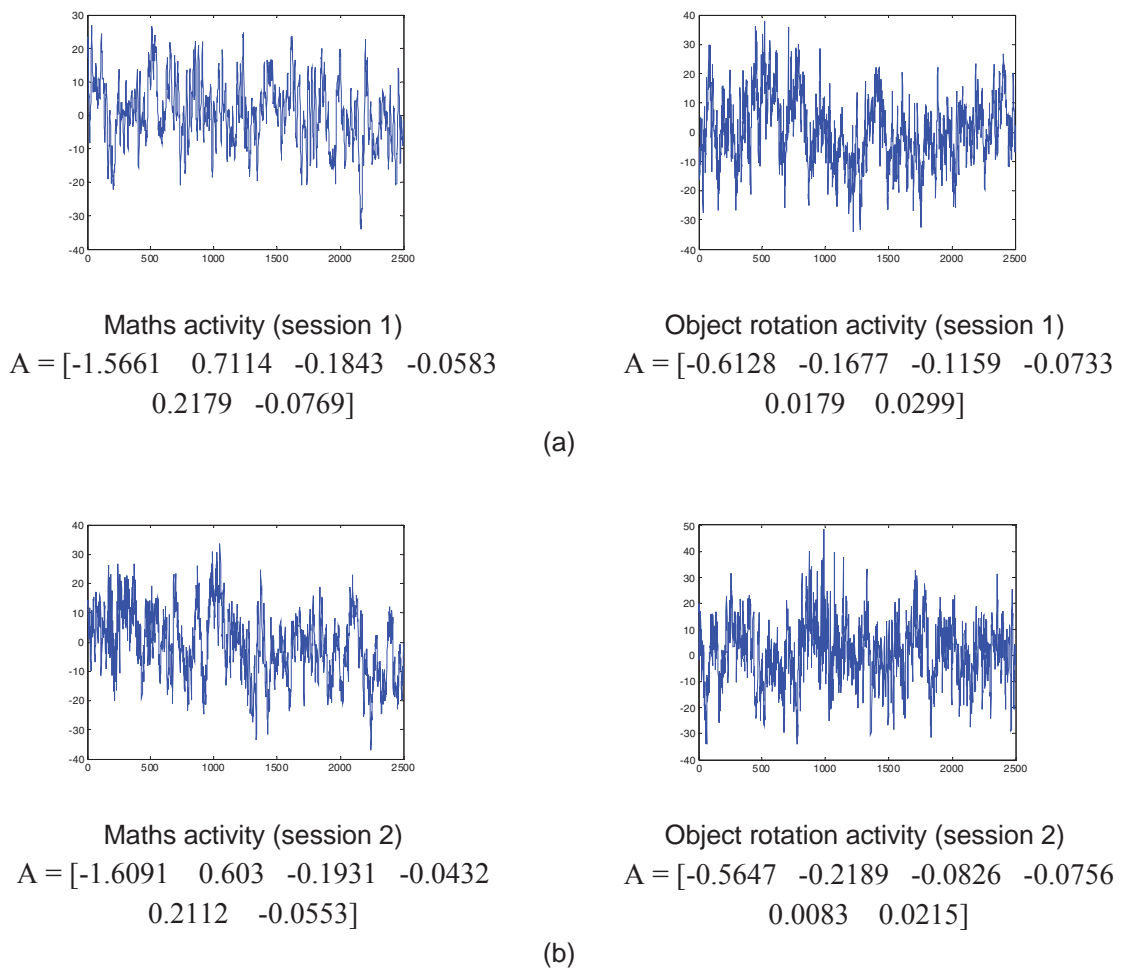 30
20
10
0
-10
-20
-30
-40
0 500 1000 1500 2000 2500
40
30
20
10
0
-10
-20
-30
-40
0 500 1000 1500 2000 2500
Maths activity (session 1)
A = [-1.5661 0.7114 -0.1843 -0.0583
0.2179 -0.0769]
Object rotation activity (session 1)
A = [-0.6128 -0.1677 -0.1159 -0.0733
0.0179 0.0299]
(a)
40
30
20
10
0
-10
-20
-30
-40
0 500 1000 1500 2000 2500
50
40
30
20
10
0
-10
-20
-30
-40
0 500 1000 1500 2000 2500
Maths activity (session 2)
A = [-1.6091 0.603 -0.1931 -0.0432
0.2112 -0.0553]
Object rotation activity (session 2)
A = [-0.5647 -0.2189 -0.0826 -0.0756
0.0083 0.0215]
(b)